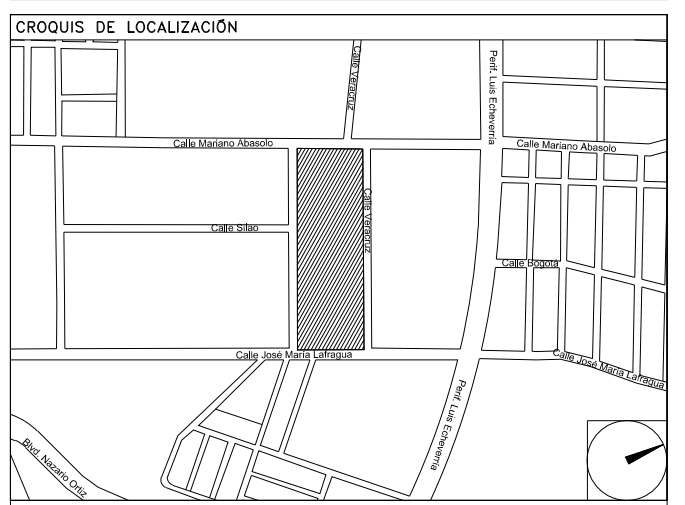 CROQUIS DE LOCALIZACIÓN
Calle Veracruz
Perif. Luis Echeverría
Calle Mariano Abasolo
Calle Mariano Abasolo
Calle Veracruz
Calle Silao
Calle Bogotá
Calle José María Lafragua
Calle José María Lafragua
Perif. Luis Echeverría
Blvd. Nazario Ortiz